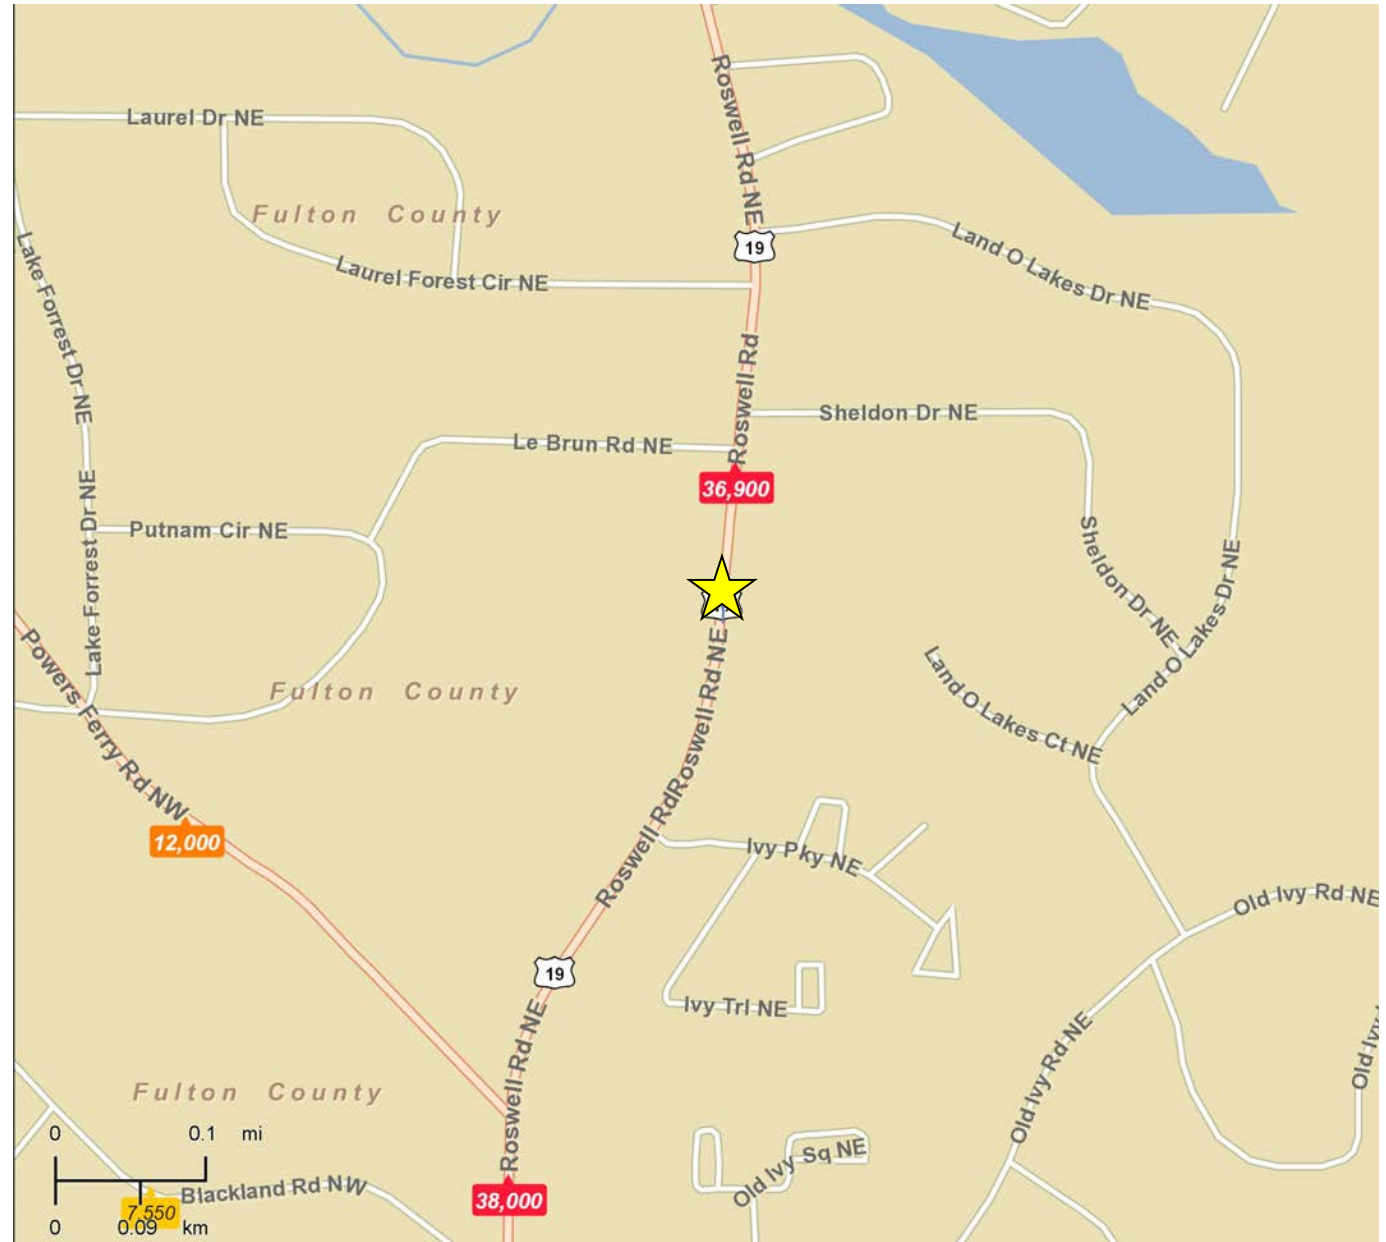 Laurel Dr NE
Roswell Rd NE
Fulton County
Lake Forrest Dr NE
19
Land O Lakes Dr NE
Laurel Forest Cir NE
Roswell Rd
Sheldon Dr NE
Le Brun Rd NE
36,900
Lake Forrest Dr NE
Putnam Cir NE
Sheldon Dr NE
Land O Lakes Dr NE
Powers Ferry Rd NW
Fulton County
Roswell Rd NE
Land O Lakes Ct NE
12,000
Roswell Rd
Ivy Pky NE
Old Ivy Rd NE
19
Ivy Trl NE
Roswell Rd NE
Old Ivy Rd NE
Old Ivy
Fulton County
0 0.1 mi
Old Ivy Sq NE
Blackland Rd NW
38,000
7,550
0 0.09 km